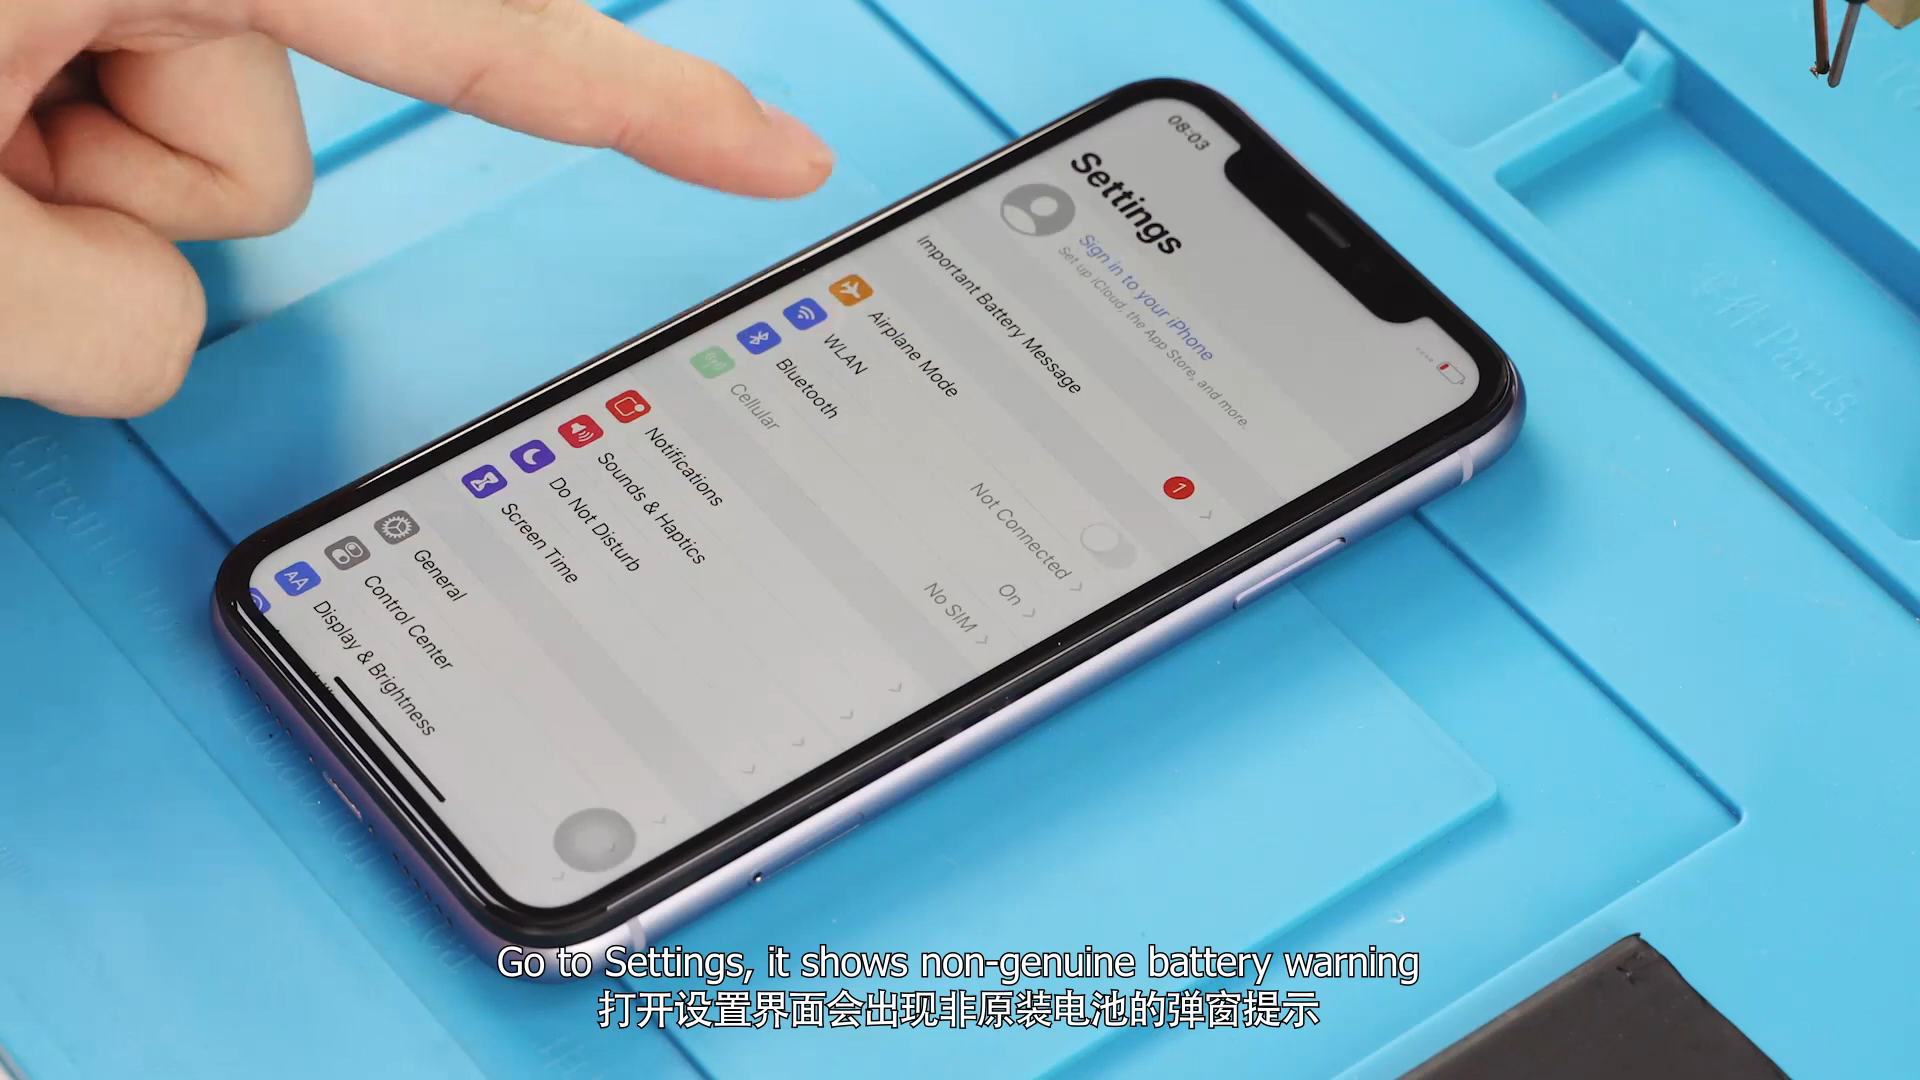 08:03
Settings
Sign in to your iPhone
Set up iCloud, the App Store, and more.
Important Battery Message
1
Airplane Mode
WLAN
Not Connected
Bluetooth
On
Cellular
No SIM
Notifications
Sounds & Haptics
Do Not Disturb
Screen Time
General
Control Center
AA
Display & Brightness
Parts
Circuit
Go to Settings, it shows non-genuine battery warning
打开设置界面会出现非原装电池的弹窗提示